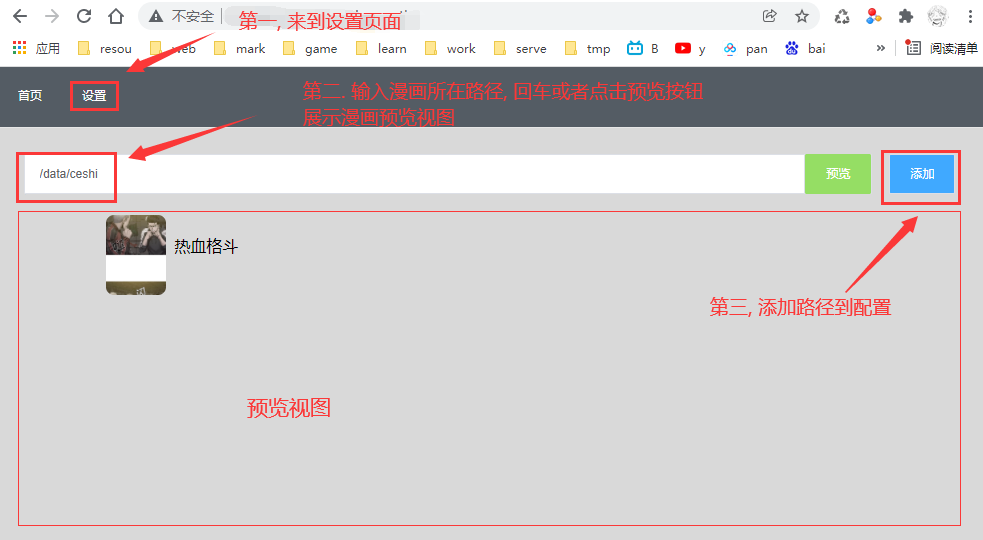 不安全
第一, 来到设置页面
应用
resou
web
mark
game
learn
work
serve
tmp
B
y
pan
bai
»
阅读清单
首页
设置
第二. 输入漫画所在路径, 回车或者点击预览按钮
展示漫画预览视图
/data/ceshi
预览
添加
热血格斗
第三, 添加路径到配置
预览视图